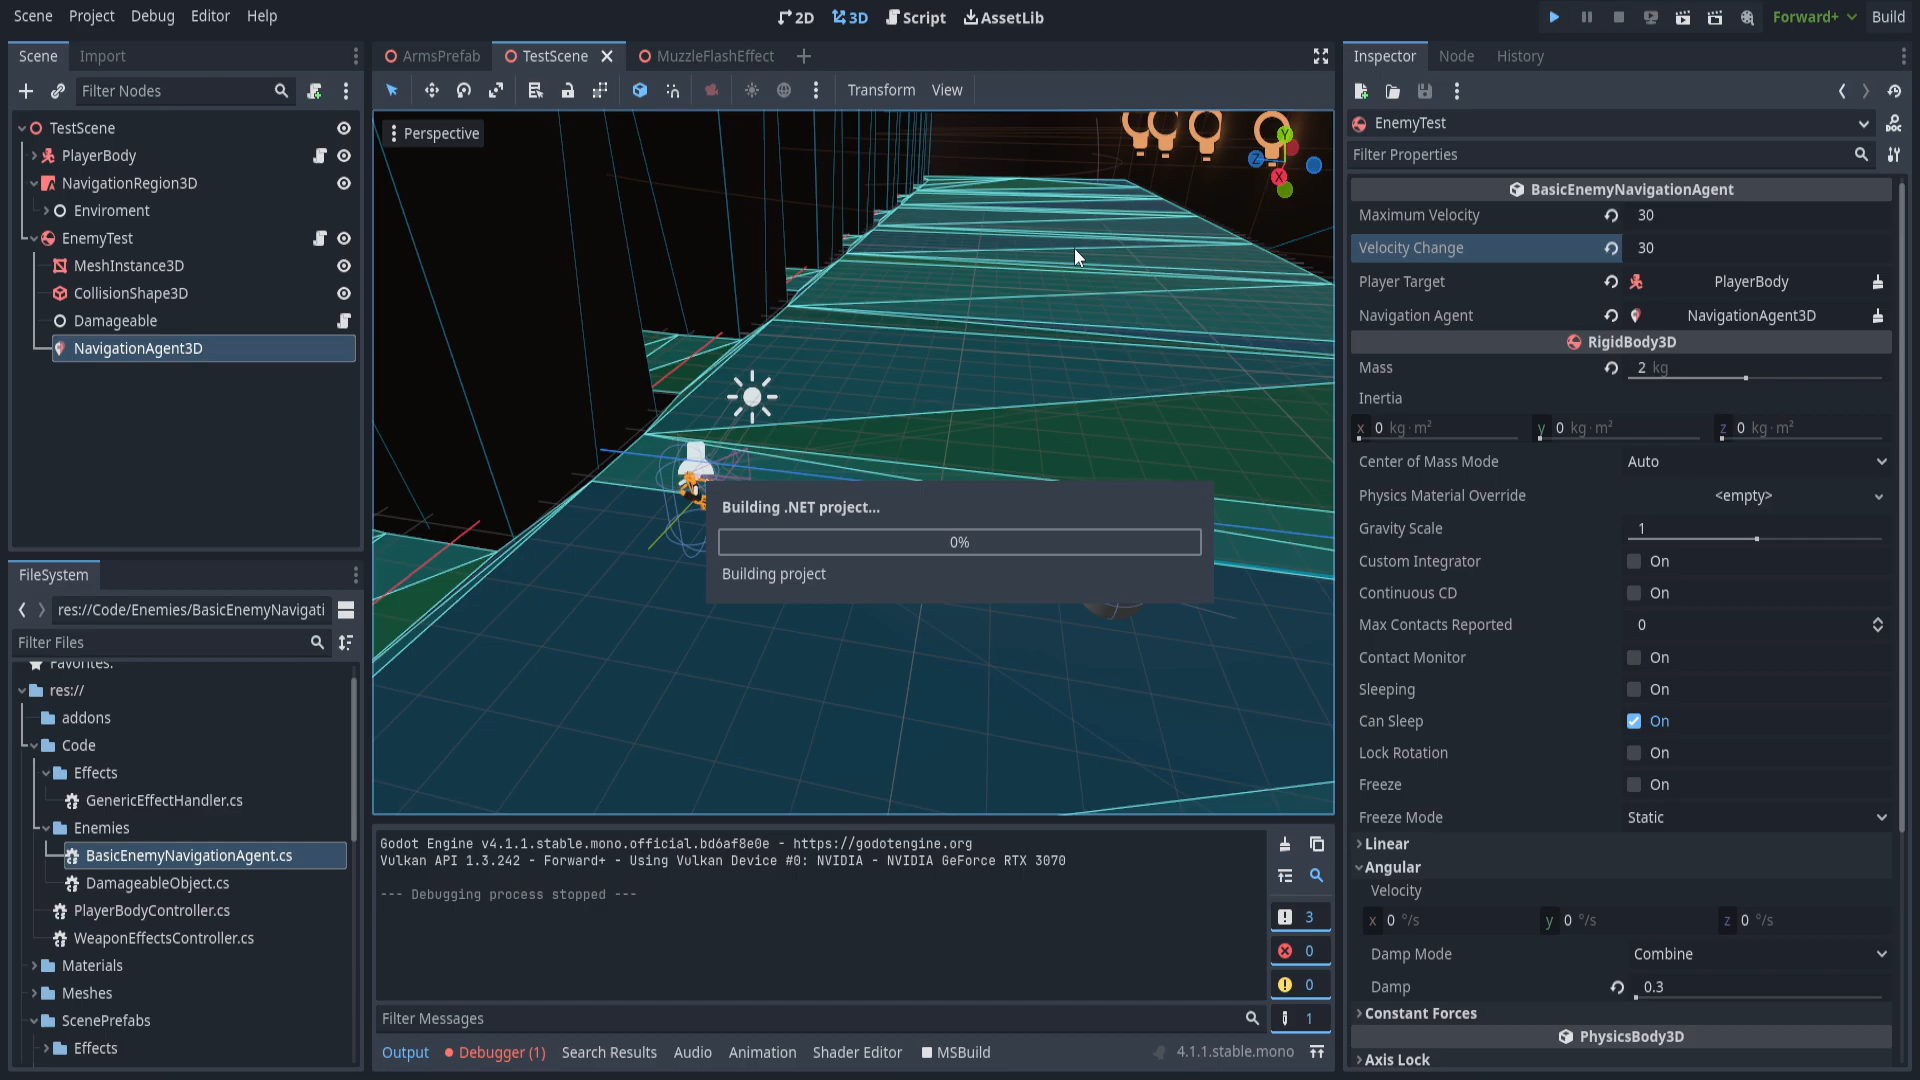 Scene Project Debug Editor Help
2D 3D Script AssetLib
Forward+ Build
Scene Import
Filter Nodes
TestScene
PlayerBody
NavigationRegion3D
Enviroment
EnemyTest
MeshInstance3D
CollisionShape3D
Damageable
NavigationAgent3D
FileSystem
res://Code/Enemies/BasicEnemyNavigati
Filter Files
Favorites:
res://
addons
Code
Effects
GenericEffectHandler.cs
Enemies
BasicEnemyNavigationAgent.cs
DamageableObject.cs
PlayerBodyController.cs
WeaponEffectsController.cs
Materials
Meshes
ScenePrefabs
Effects
ArmsPrefab TestScene MuzzleFlashEffect
Transform View
Perspective
Y
Z
X
Building .NET project...
0%
Building project
Godot Engine v4.1.1.stable.mono.official.bd6af8e0e - https://godotengine.org
Vulkan API 1.3.242 - Forward+ - Using Vulkan Device #0: NVIDIA - NVIDIA GeForce RTX 3070
--- Debugging process stopped ---
3
0
0
1
Filter Messages
Output Debugger (1) Search Results Audio Animation Shader Editor MSBuild 4.1.1.stable.mono
Inspector Node History
EnemyTest
Filter Properties
BasicEnemyNavigationAgent
Maximum Velocity 30
Velocity Change 30
Player Target PlayerBody
Navigation Agent NavigationAgent3D
RigidBody3D
Mass 2 kg
Inertia
x 0 kg·m² y 0 kg·m² z 0 kg·m²
Center of Mass Mode Auto
Physics Material Override <empty>
Gravity Scale 1
Custom Integrator On
Continuous CD On
Max Contacts Reported 0
Contact Monitor On
Sleeping On
Can Sleep On
Lock Rotation On
Freeze On
Freeze Mode Static
Linear
Angular
Velocity
x 0 °/s y 0 °/s z 0 °/s
Damp Mode Combine
Damp 0.3
Constant Forces
PhysicsBody3D
Axis Lock